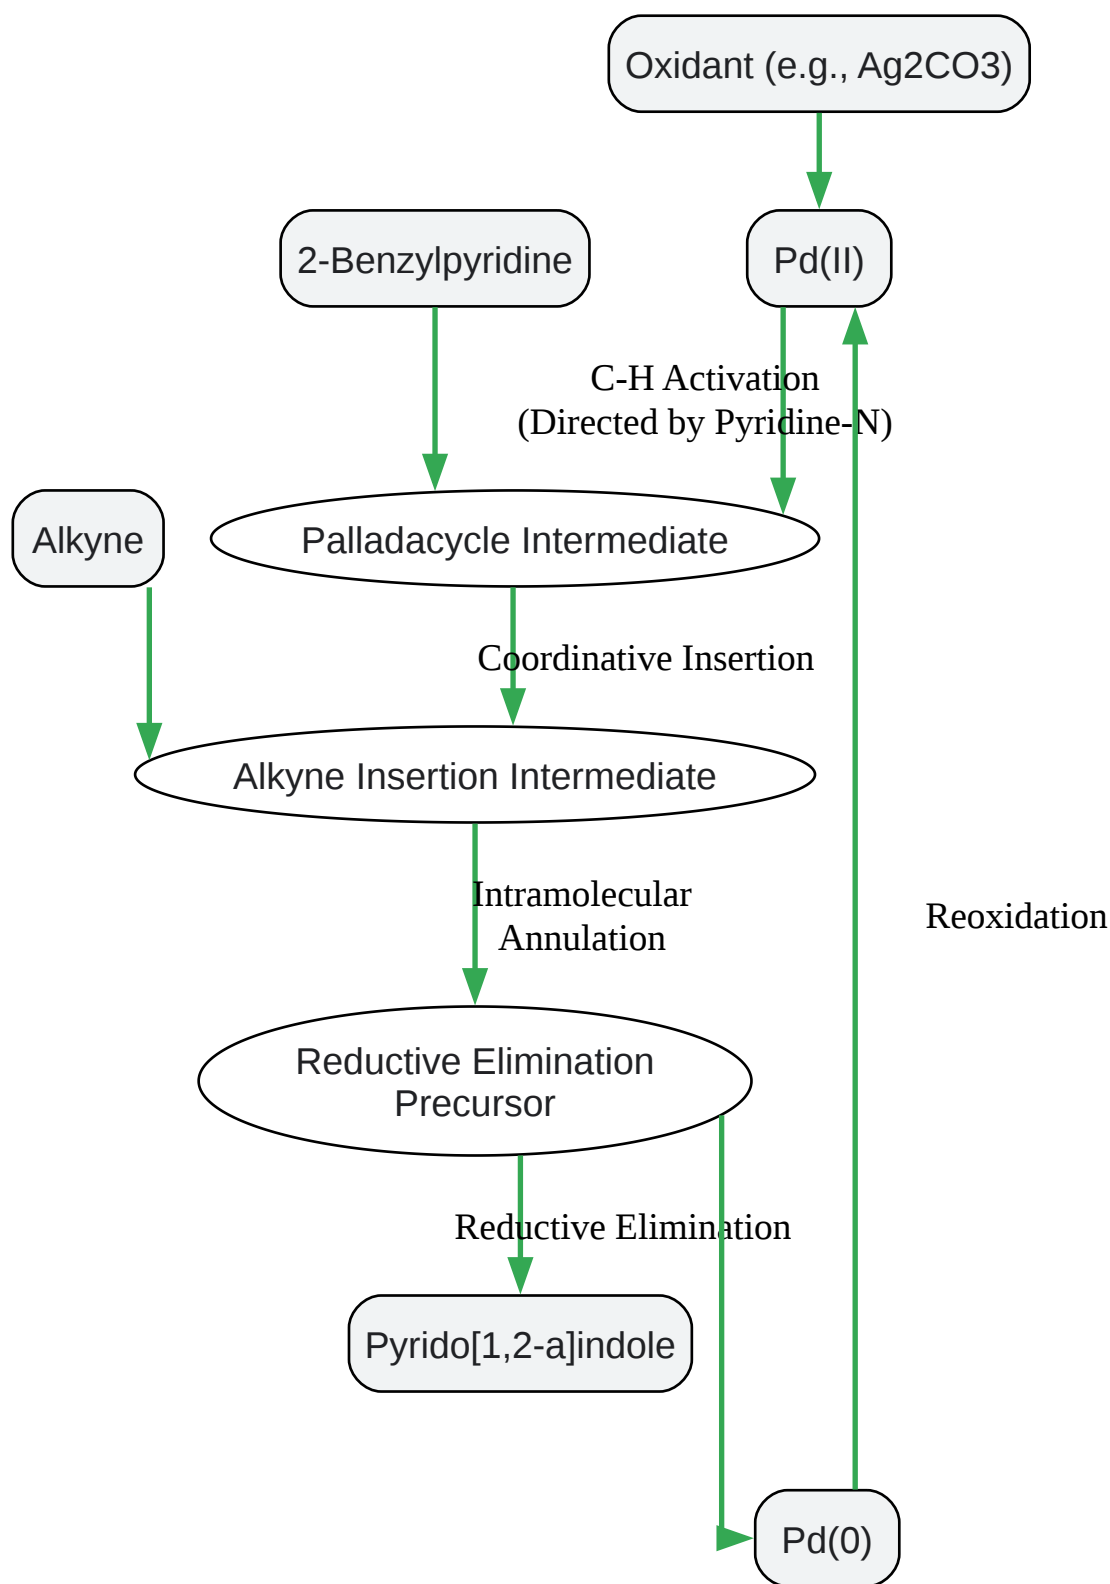 Oxidant (e.g., Ag2CO3)
2-Benzylpyridine
Pd(II)
C-H Activation
(Directed by Pyridine-N)
Alkyne
Palladacycle Intermediate
Coordinative Insertion
Alkyne Insertion Intermediate
Intramolecular
Annulation
Reoxidation
Reductive Elimination
Precursor
Reductive Elimination
Pyrido[1,2-a]indole
Pd(0)